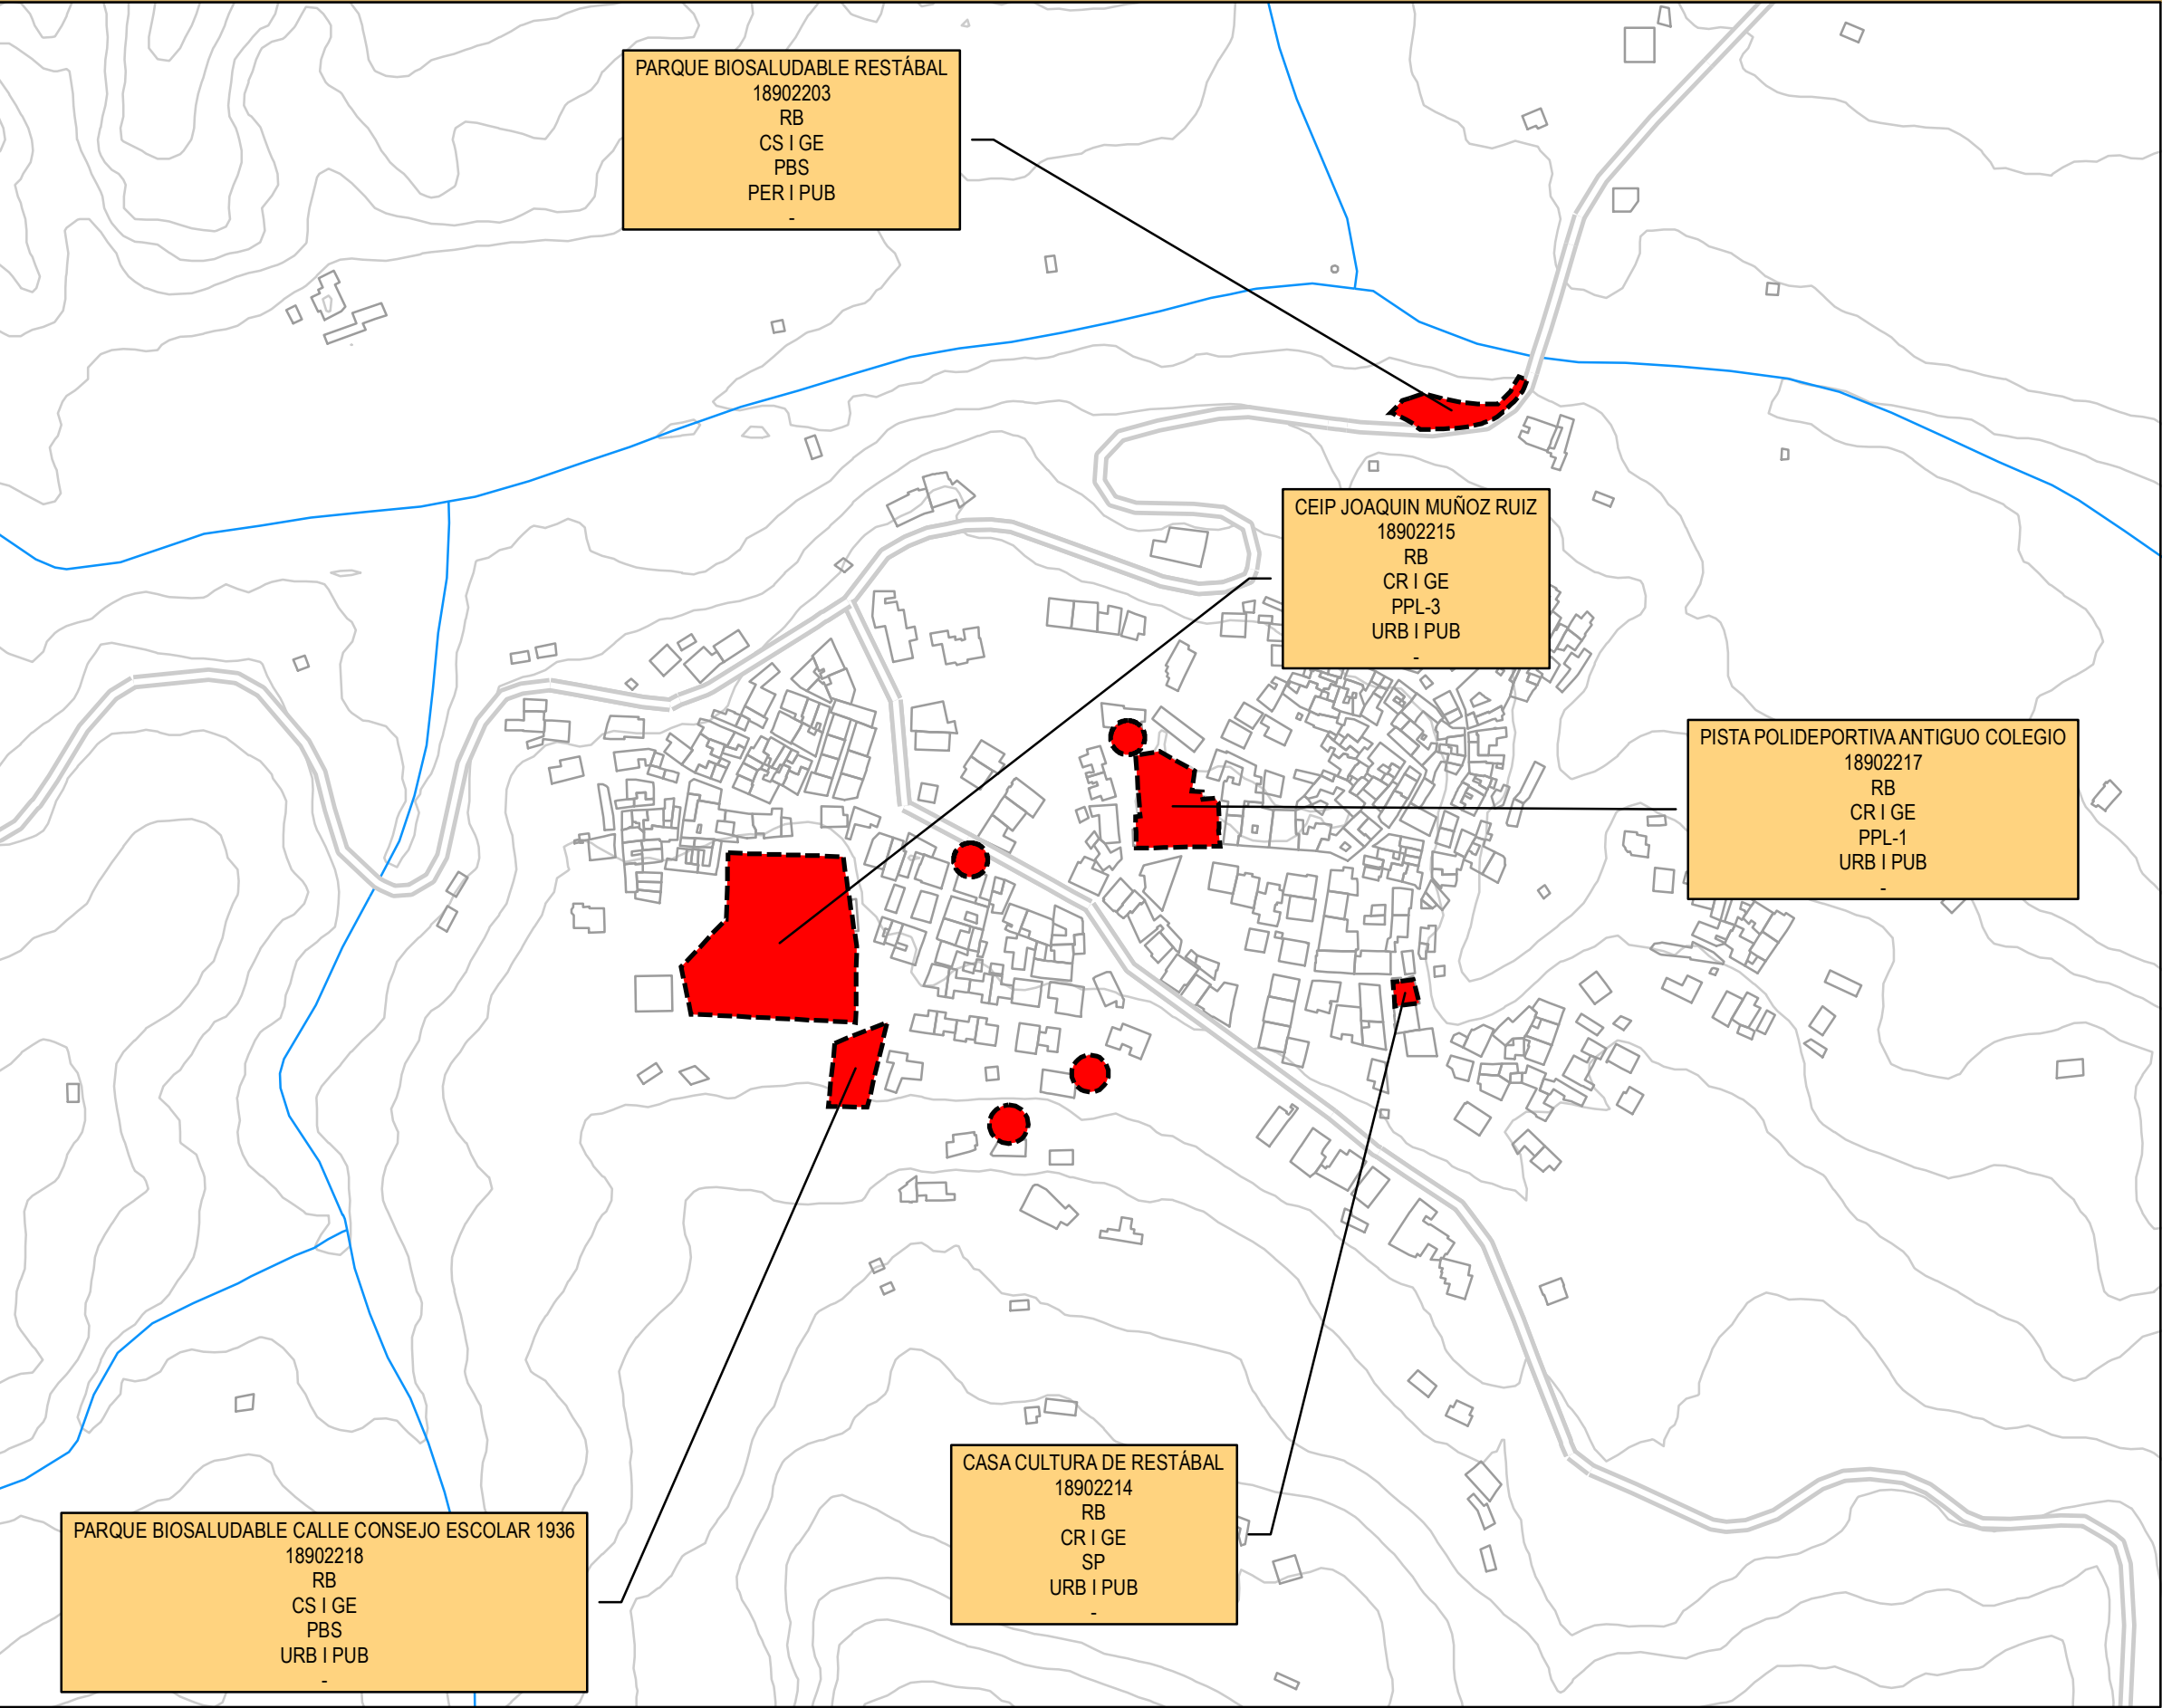 PARQUE BIOSALUDABLE RESTÁBAL
18902203
RB
CS I GE
PBS
PER I PUB
-
CEIP JOAQUIN MUÑOZ RUIZ
18902215
RB
CR I GE
PPL-3
URB I PUB
-
PISTA POLIDEPORTIVA ANTIGUO COLEGIO
18902217
RB
CR I GE
PPL-1
URB I PUB
-
CASA CULTURA DE RESTÁBAL
18902214
RB
CR I GE
SP
URB I PUB
-
PARQUE BIOSALUDABLE CALLE CONSEJO ESCOLAR 1936
18902218
RB
CS I GE
PBS
URB I PUB
-